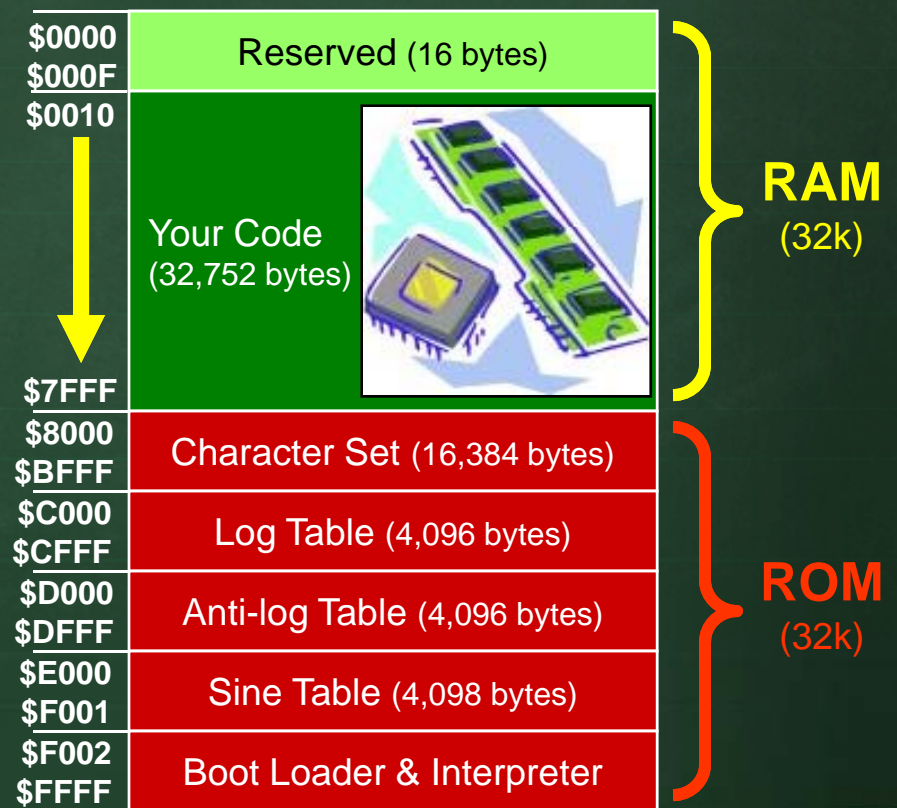 $0000
$000F
Reserved (16 bytes)
$0010
Your Code
(32,752 bytes)
$7FFF
RAM
(32k)
$8000
$BFFF
Character Set (16,384 bytes)
$C000
$CFFF
Log Table (4,096 bytes)
$D000
$DFFF
Anti-log Table (4,096 bytes)
$E000
$F001
Sine Table (4,098 bytes)
$F002
$FFFF
Boot Loader & Interpreter
ROM
(32k)